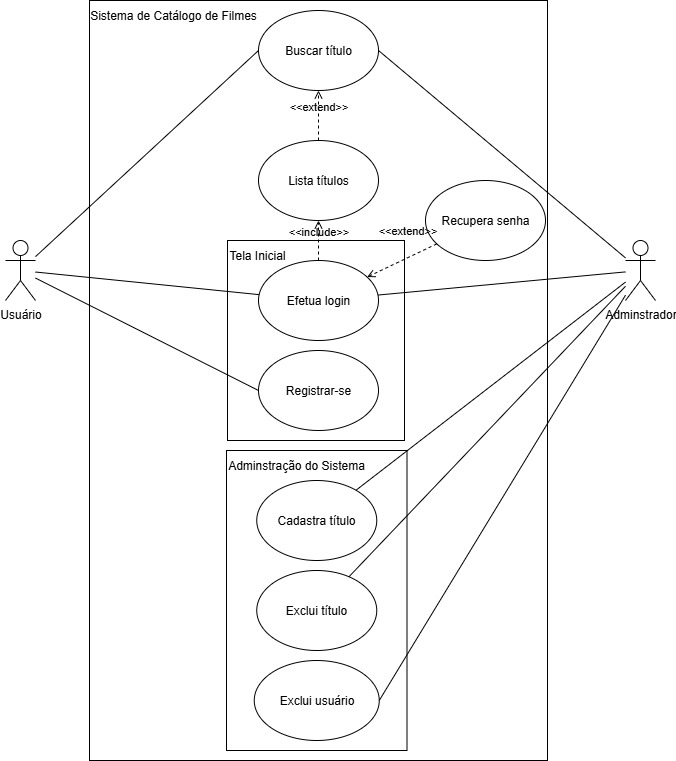 Sistema de Catálogo de Filmes
Buscar título
<<extend>>
Lista títulos
Recupera senha
<<include>>
<<extend>>
Tela Inicial
Efetua login
Usuário
Adminstrador
Registrar-se
Adminstração do Sistema
Cadastra título
Exclui título
Exclui usuário